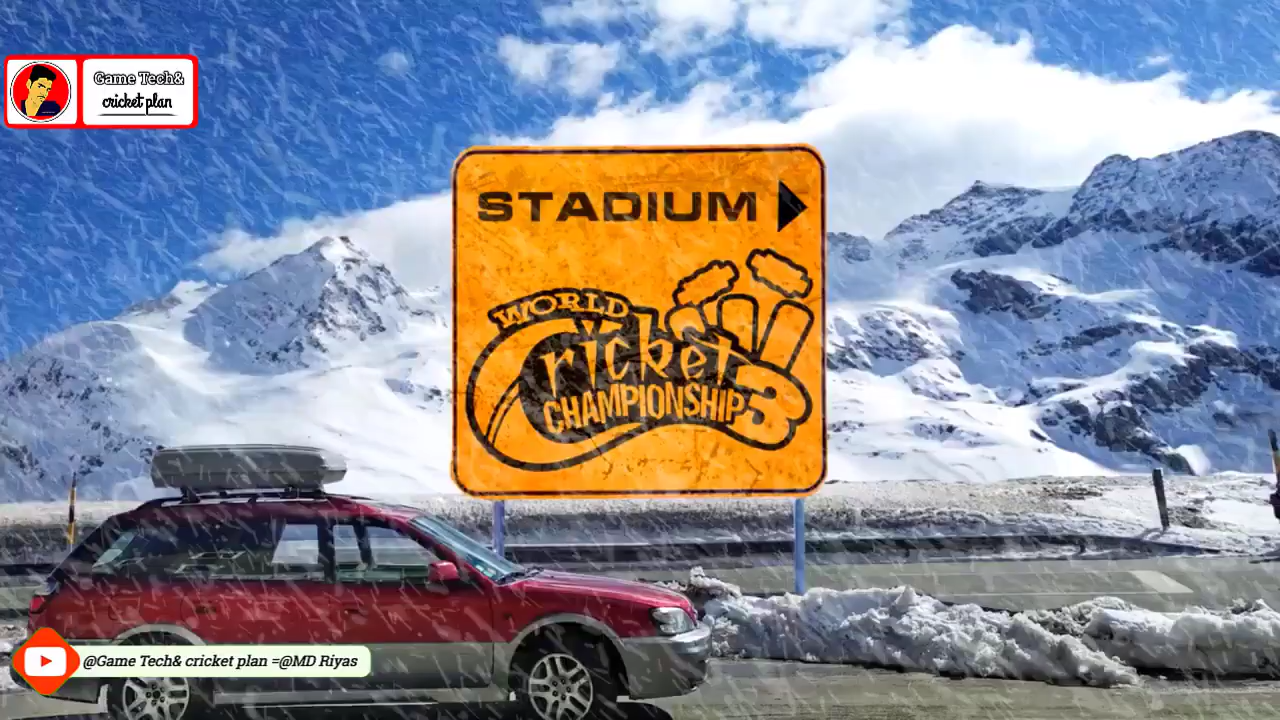 Game Tech&
cricket plan
STADIUM
WORLD
Cricket
CHAMPIONSHIP 3
@Game Tech& cricket plan =@MD Riyas